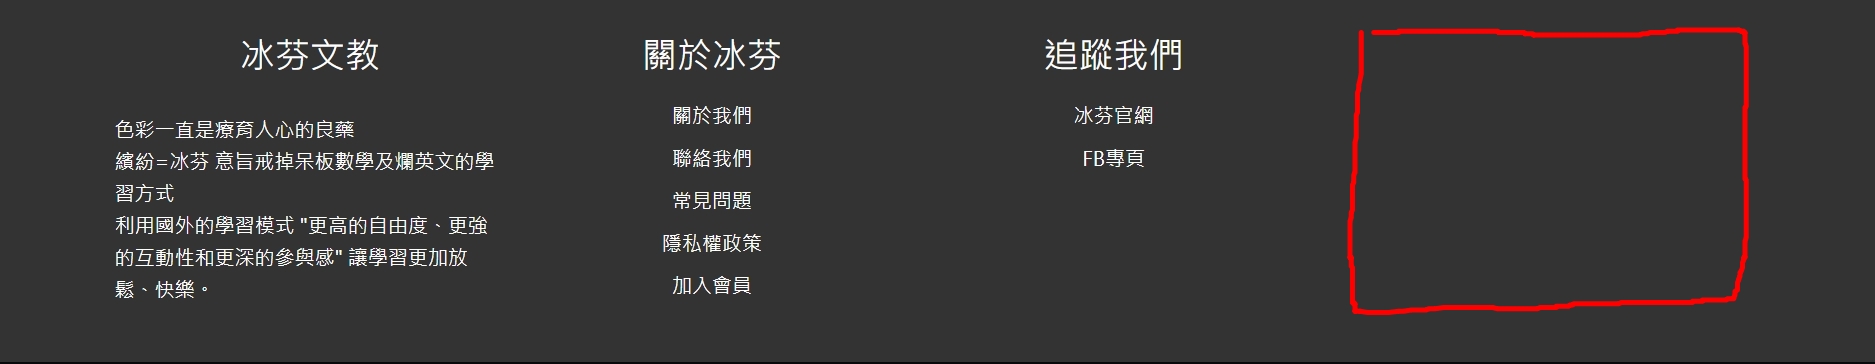 冰芬文教
色彩一直是療育人心的良藥
繽紛=冰芬 意旨戒掉呆板數學及爛英文的學
習方式
利用國外的學習模式 "更高的自由度、更強
的互動性和更深的參與感" 讓學習更加放
鬆、快樂。
關於冰芬
關於我們
聯絡我們
常見問題
隱私權政策
加入會員
追蹤我們
冰芬官網
FB專頁